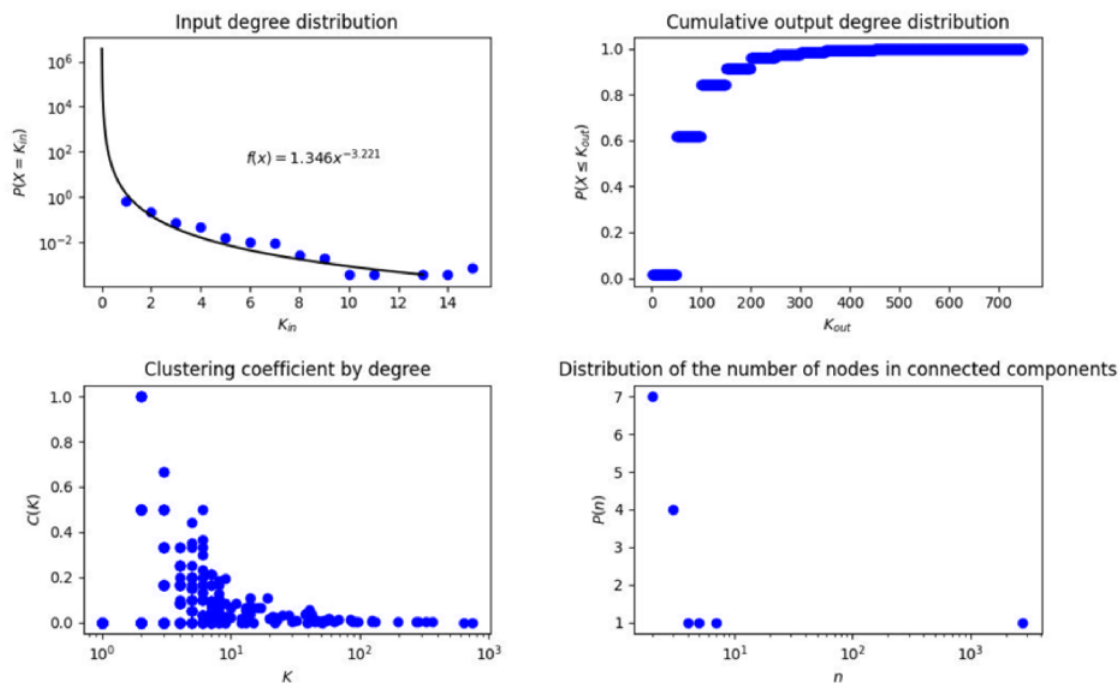 Input degree distribution
P(X = K_in)
10^6
10^4
10^2
10^0
10^−2
f(x) = 1.346x^−3.221
0 2 4 6 8 10 12 14
K_in
Cumulative output degree distribution
P(X ≤ K_out)
1.0
0.8
0.6
0.4
0.2
0.0
0 100 200 300 400 500 600 700
K_out
Clustering coefficient by degree
C(K)
1.0
0.8
0.6
0.4
0.2
0.0
10^0 10^1 10^2 10^3
K
Distribution of the number of nodes in connected components
P(n)
7
6
5
4
3
2
1
10^1 10^2 10^3
n